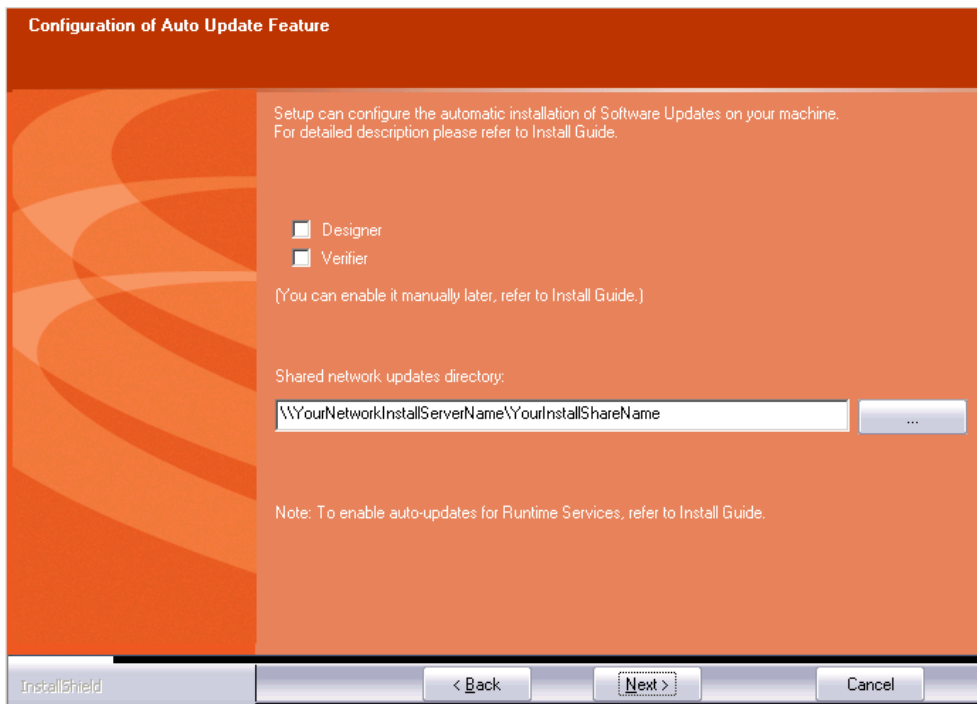 Configuration of Auto Update Feature
Setup can configure the automatic installation of Software Updates on your machine.
For detailed description please refer to Install Guide.
Designer
Verifier
(You can enable it manually later, refer to Install Guide.)
Shared network updates directory:
\\YourNetworkInstallServerName\YourInstallShareName
...
Note: To enable auto-updates for Runtime Services, refer to Install Guide.
InstallShield
< Back
Next >
Cancel